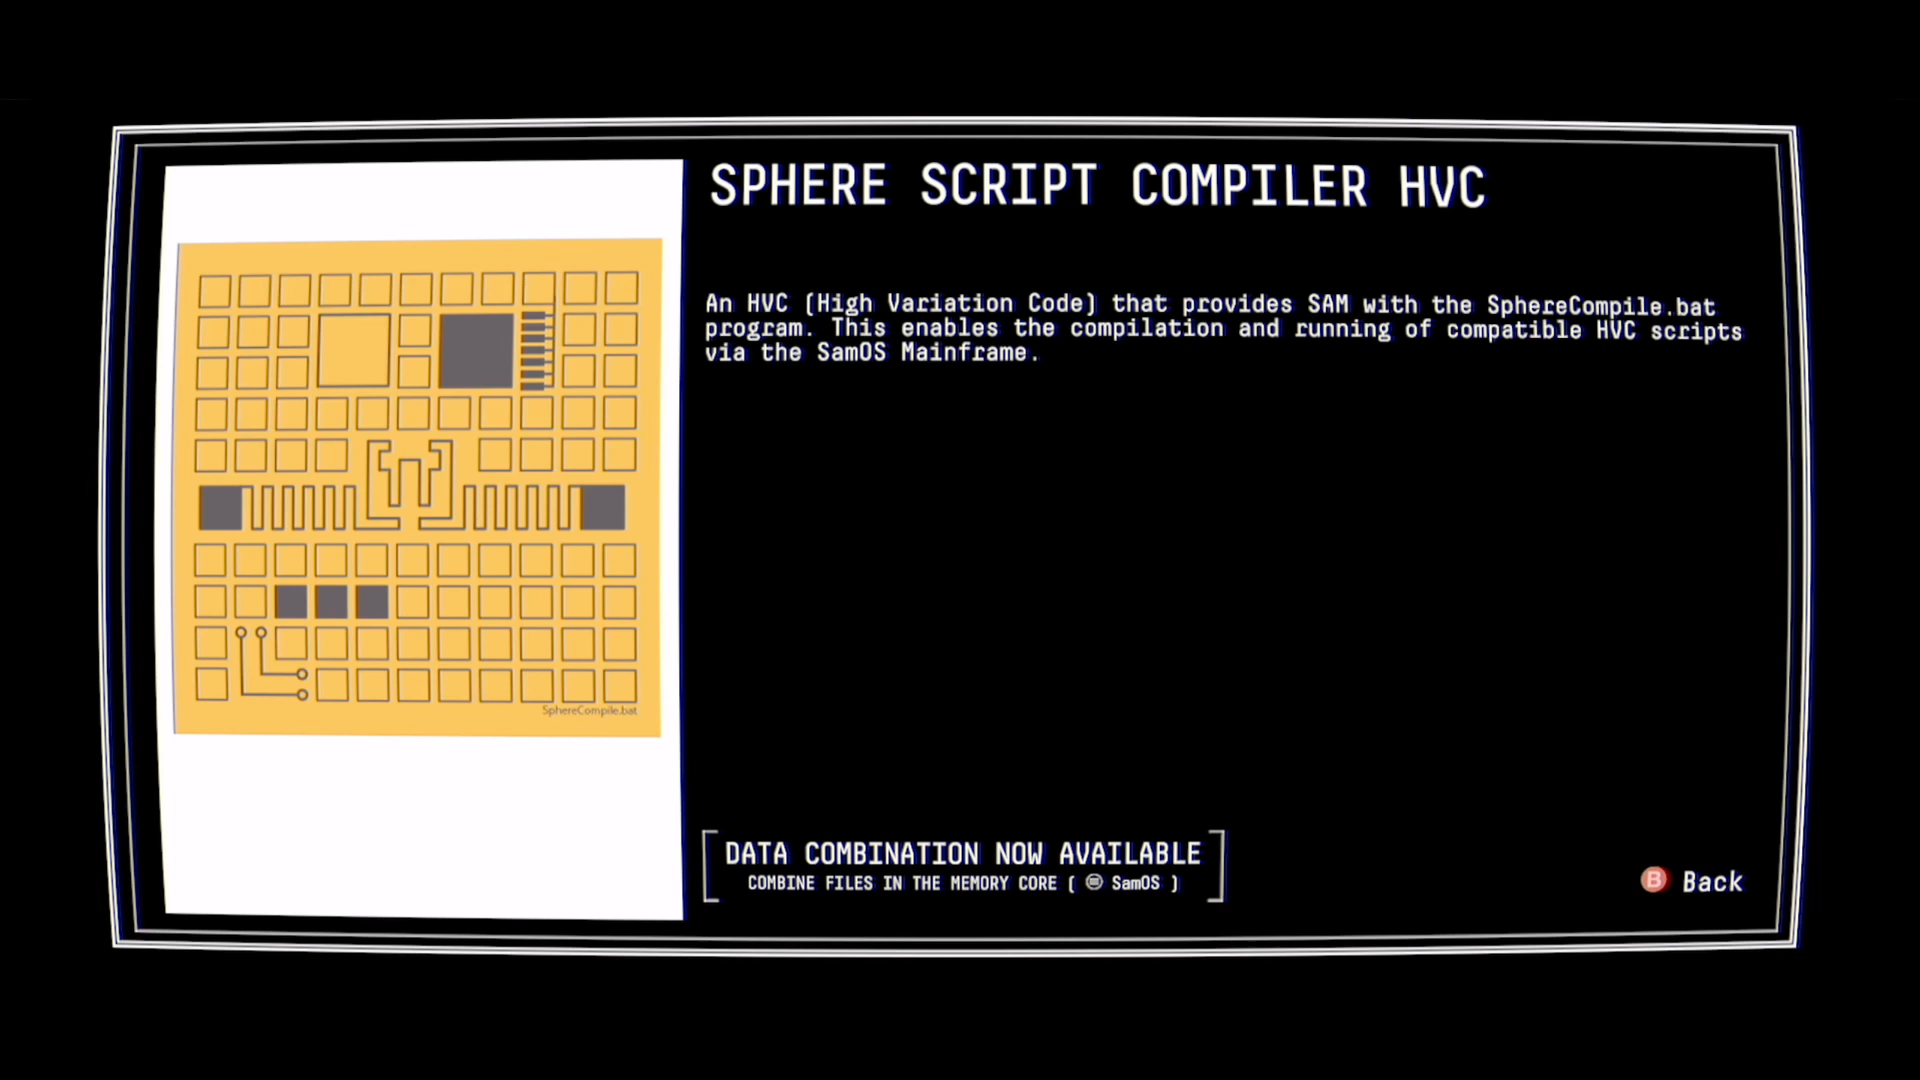 SPHERE SCRIPT COMPILER HVC
An HVC (High Variation Code) that provides SAM with the SphereCompile.bat
program. This enables the compilation and running of compatible HVC scripts
via the SamOS Mainframe.
SphereCompile.bat
DATA COMBINATION NOW AVAILABLE
COMBINE FILES IN THE MEMORY CORE ( SamOS )
B Back